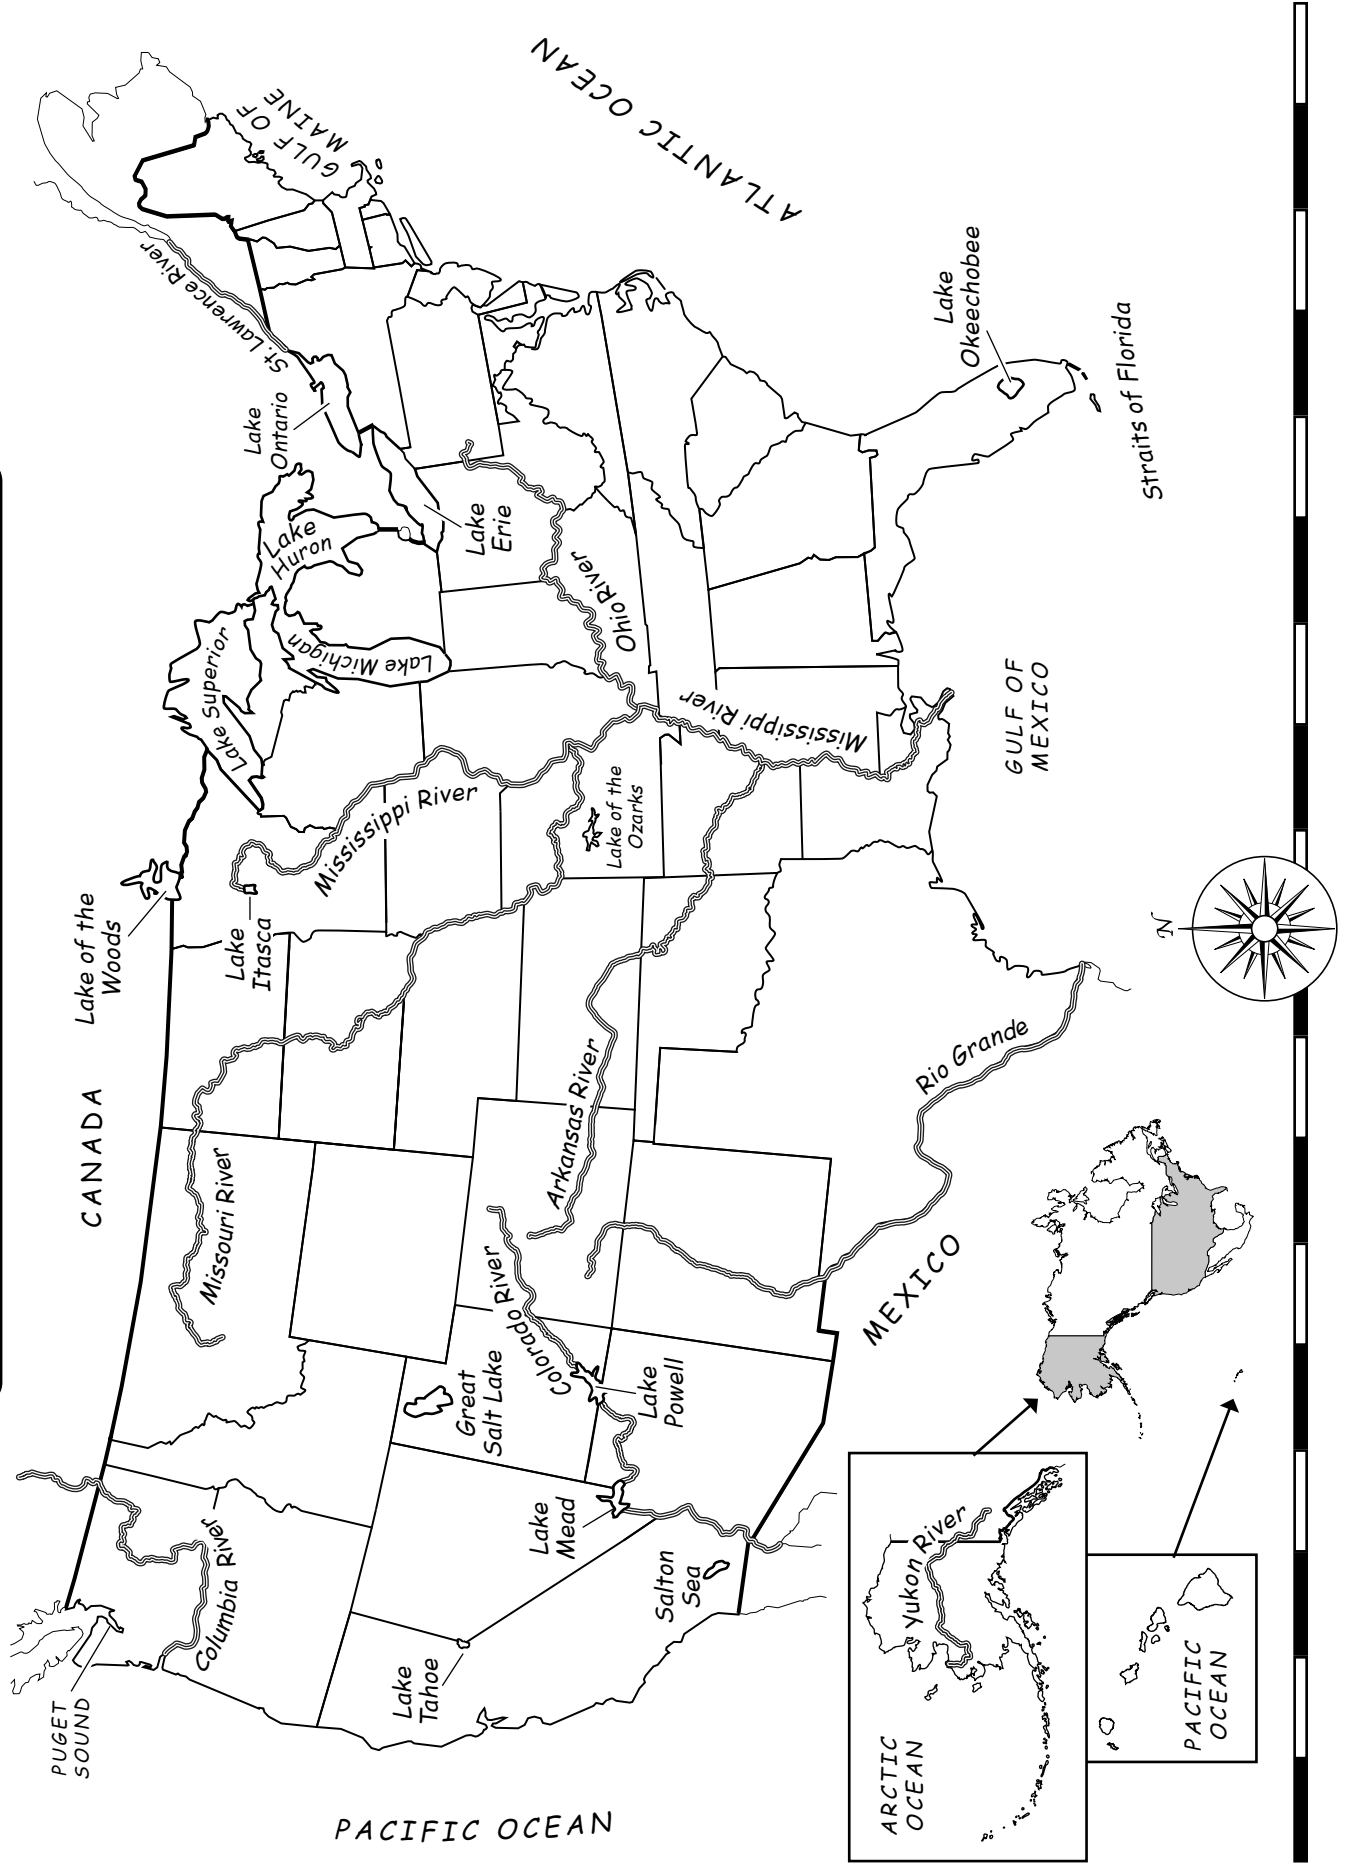 CANADA
PUGET
SOUND
Columbia River
Missouri River
Lake of the
Woods
Lake
Itasca
Mississippi River
Lake Superior
Lake Michigan
Lake
Huron
Lake
Ontario
Lake
Erie
St. Lawrence River
GULF OF
MAINE
ATLANTIC OCEAN
PACIFIC OCEAN
Lake
Tahoe
Great
Salt Lake
Lake
Mead
Lake
Powell
Salton
Sea
Colorado River
Arkansas River
Lake of the
Ozarks
Ohio River
Mississippi River
Rio Grande
MEXICO
GULF OF
MEXICO
Lake
Okeechobee
Straits of Florida
ARCTIC
OCEAN
Yukon River
PACIFIC
OCEAN
N